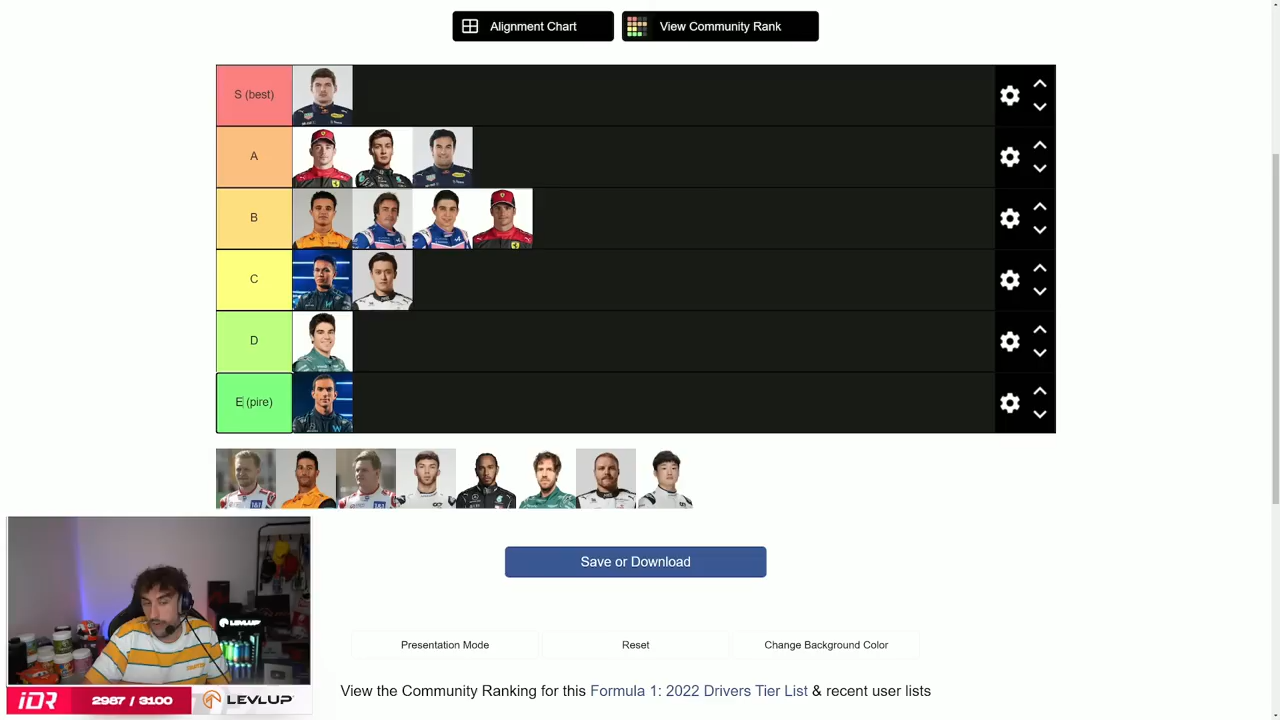 Alignment Chart
View Community Rank
S (best)
A
B
C
D
E (pire)
Save or Download
Presentation Mode
Reset
Change Background Color
LEVLUP
iDR
2987 / 3100
LEVLUP
View the Community Ranking for this Formula 1: 2022 Drivers Tier List & recent user lists